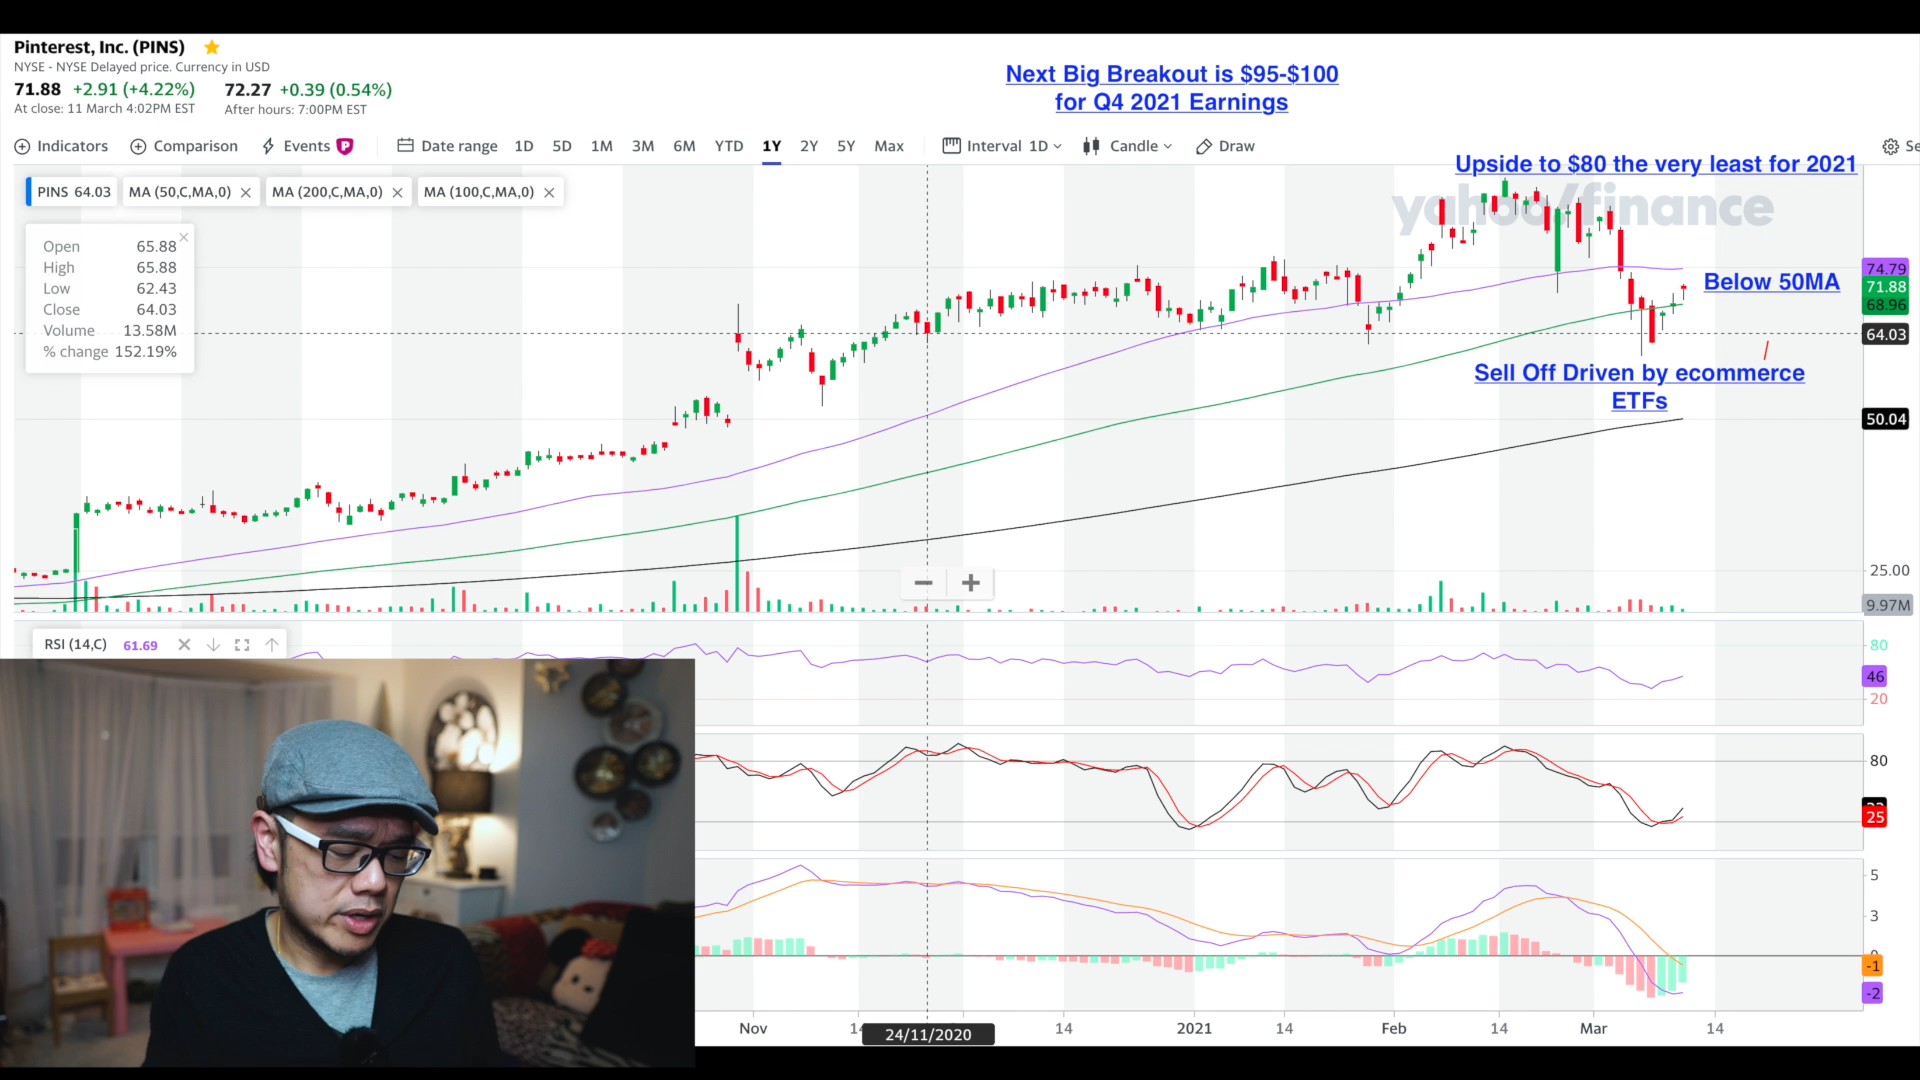 Pinterest, Inc. (PINS)
NYSE - NYSE Delayed price. Currency in USD
71.88 +2.91 (+4.22%) 72.27 +0.39 (0.54%)
At close: 11 March 4:02PM EST After hours: 7:00PM EST
Next Big Breakout is $95-$100
for Q4 2021 Earnings
Indicators Comparison Events P Date range 1D 5D 1M 3M 6M YTD 1Y 2Y 5Y Max Interval 1D Candle Draw Se
Upside to $80 the very least for 2021
PINS 64.03 MA (50,C,MA,0) MA (200,C,MA,0) MA (100,C,MA,0)
yahoo/finance
Open 65.88
High 65.88
Low 62.43
Close 64.03
Volume 13.58M
% change 152.19%
74.79
Below 50MA
71.88
68.96
64.03
Sell Off Driven by ecommerce
ETFs
50.04
25.00
9.97M
RSI (14,C) 61.69
80
46
20
80
25
5
3
0
-1
-2
Nov 14 24/11/2020 14 2021 14 Feb 14 Mar 14